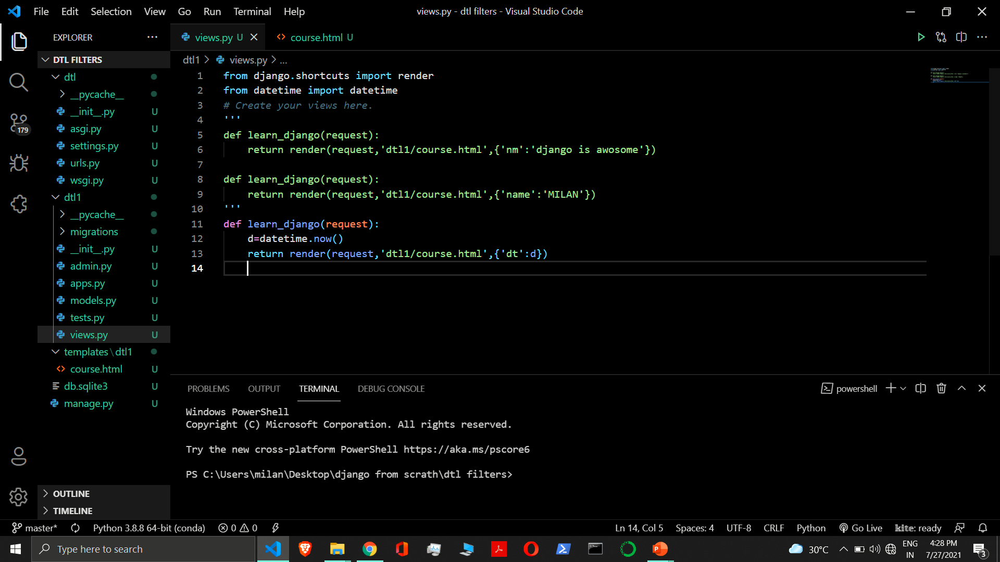 File Edit Selection View Go Run Terminal Help
views.py - dtl filters - Visual Studio Code
EXPLORER
views.py U
course.html U
DTL FILTERS
dtl
__pycache__
__init__.py U
asgi.py U
settings.py U
urls.py U
wsgi.py U
dtl1
__pycache__
migrations
__init__.py U
admin.py U
apps.py U
models.py U
tests.py U
views.py U
templates\dtl1
course.html U
db.sqlite3 U
manage.py U
OUTLINE
TIMELINE
179
dtl1 > views.py > ...
1 from django.shortcuts import render
2 from datetime import datetime
3 # Create your views here.
4 '''
5 def learn_django(request):
6     return render(request,'dtl1/course.html',{'nm':'django is awosome'})
7
8 def learn_django(request):
9     return render(request,'dtl1/course.html',{'name':'MILAN'})
10 '''
11 def learn_django(request):
12     d=datetime.now()
13     return render(request,'dtl1/course.html',{'dt':d})
14
PROBLEMS OUTPUT TERMINAL DEBUG CONSOLE
powershell
Windows PowerShell
Copyright (C) Microsoft Corporation. All rights reserved.
Try the new cross-platform PowerShell https://aka.ms/pscore6
PS C:\Users\milan\Desktop\django from scrath\dtl filters>
master* Python 3.8.8 64-bit (conda) 0 0
Ln 14, Col 5 Spaces: 4 UTF-8 CRLF Python Go Live kite: ready
Type here to search
30°C
ENG
IN
4:28 PM
7/27/2021
3